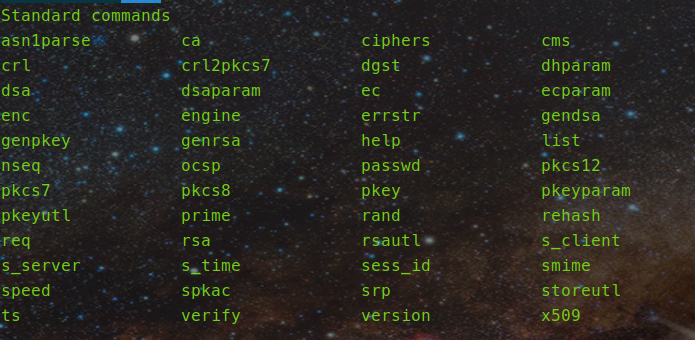 Standard commands
asn1parse ca ciphers cms
crl crl2pkcs7 dgst dhparam
dsa dsaparam ec ecparam
enc engine errstr gendsa
genpkey genrsa help list
nseq ocsp passwd pkcs12
pkcs7 pkcs8 pkey pkeyparam
pkeyutl prime rand rehash
req rsa rsautl s_client
s_server s_time sess_id smime
speed spkac srp storeutl
ts verify version x509